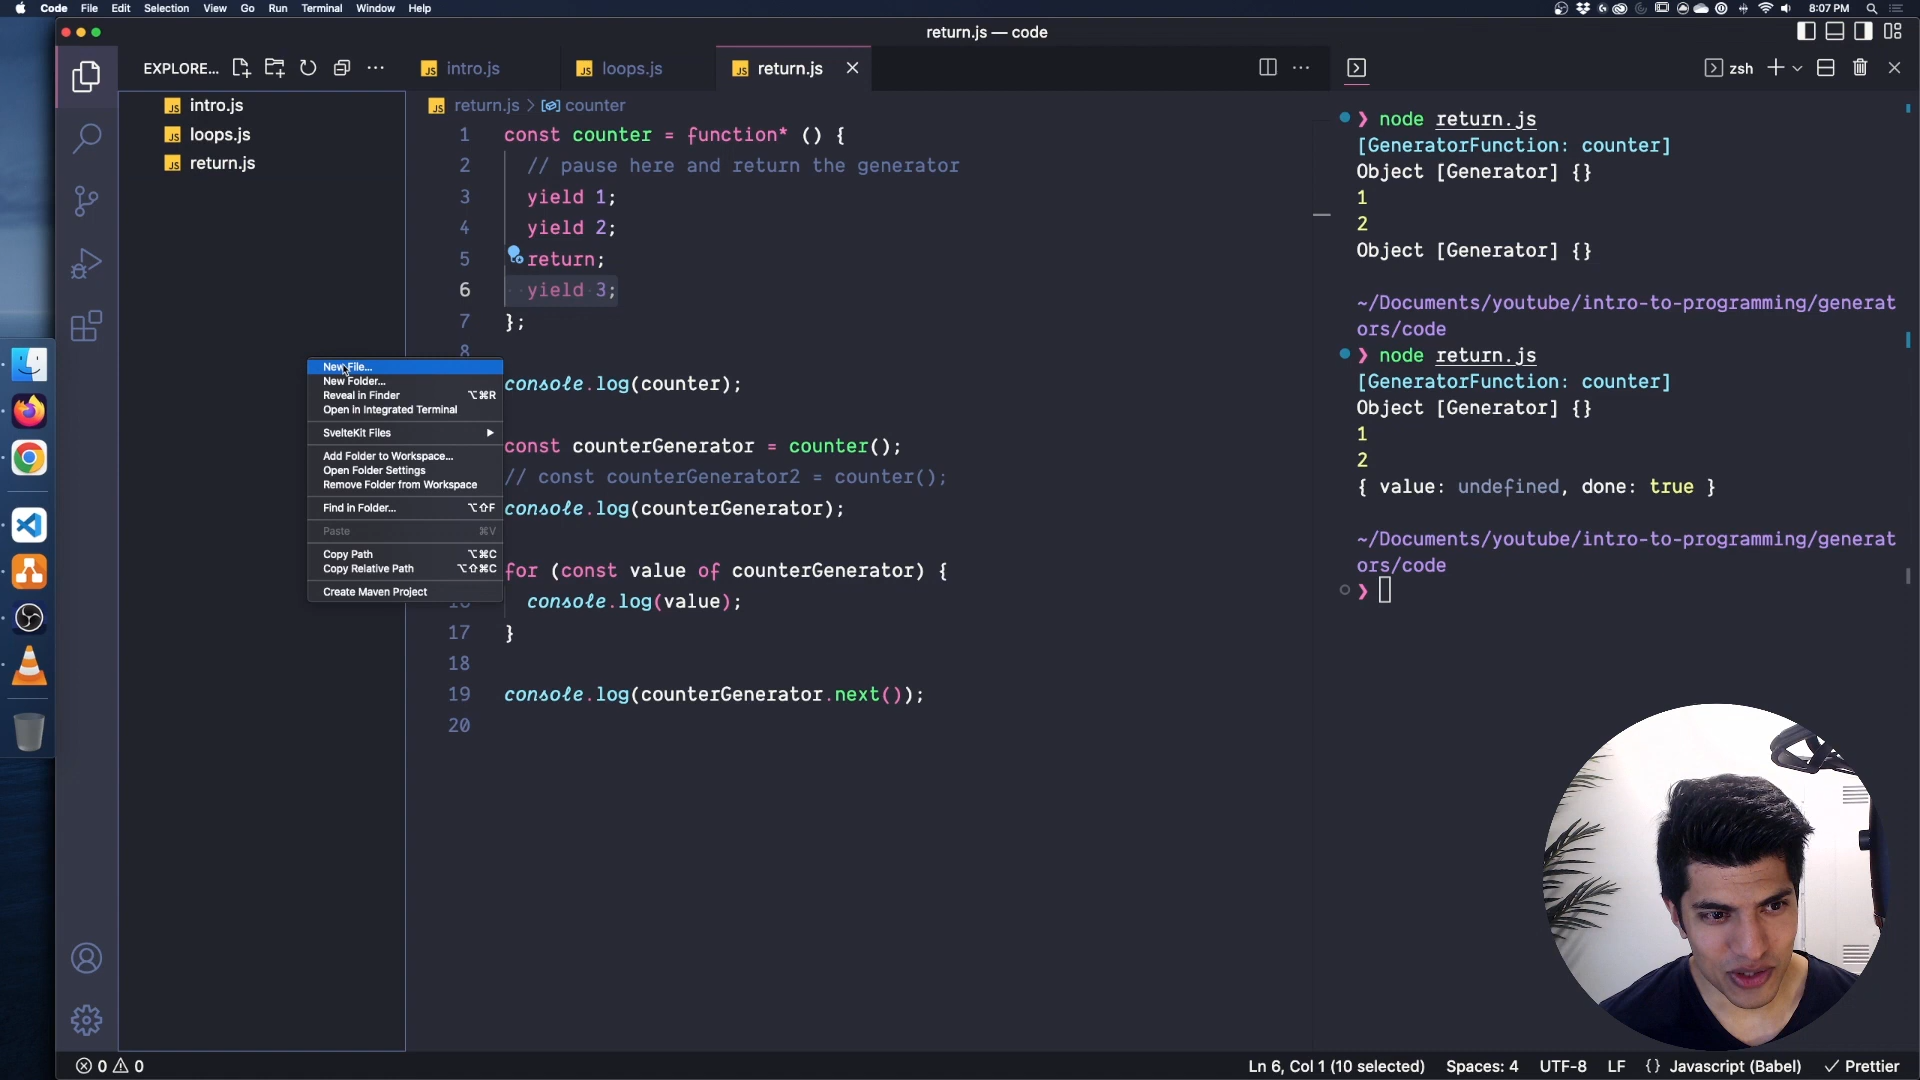 Code File Edit Selection View Go Run Terminal Window Help 8:07 PM
return.js — code
EXPLORE...
intro.js
loops.js
return.js
intro.js loops.js return.js
return.js > counter
1 const counter = function* () {
2 // pause here and return the generator
3 yield 1;
4 yield 2;
5 return;
6 yield 3;
7 };
8
console.log(counter);
const counterGenerator = counter();
// const counterGenerator2 = counter();
console.log(counterGenerator);
for (const value of counterGenerator) {
16 console.log(value);
17 }
18
19 console.log(counterGenerator.next());
20
New File...
New Folder...
Reveal in Finder ⌥⌘R
Open in Integrated Terminal
SvelteKit Files
Add Folder to Workspace...
Open Folder Settings
Remove Folder from Workspace
Find in Folder... ⌥⇧F
Paste ⌘V
Copy Path ⌥⌘C
Copy Relative Path ⌥⇧⌘C
Create Maven Project
zsh
❯ node return.js
[GeneratorFunction: counter]
Object [Generator] {}
1
2
Object [Generator] {}
~/Documents/youtube/intro-to-programming/generat
ors/code
❯ node return.js
[GeneratorFunction: counter]
Object [Generator] {}
1
2
{ value: undefined, done: true }
~/Documents/youtube/intro-to-programming/generat
ors/code
❯
0 0 Ln 6, Col 1 (10 selected) Spaces: 4 UTF-8 LF {} Javascript (Babel) ✓ Prettier